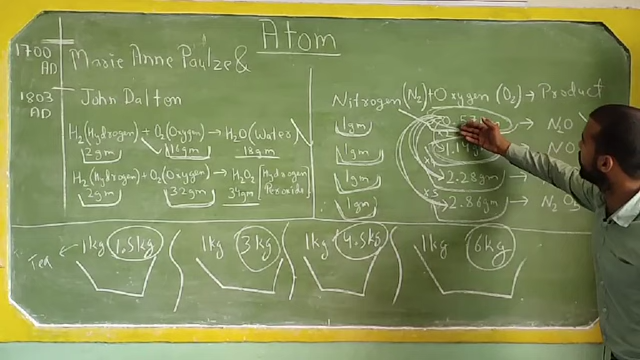 Atom
1700 AD
Marie Anne Paulze &
1803 AD
John Dalton
H2(Hydrogen) + O2(Oxygen) → H2O(Water)
2gm 16gm 18gm
H2(Hydrogen) + O2(Oxygen) → H2O2 (Hydrogen Peroxide)
2gm 32gm 34gm
Nitrogen (N2) + Oxygen (O2) → Product
1gm → N2O
1gm 1.14gm → NO
1gm ×4 2.28gm →
1gm ×5 2.86gm → N2O5
Tea ← 1kg 1.5kg
1kg 3kg
1kg 4.5kg
1kg 6kg